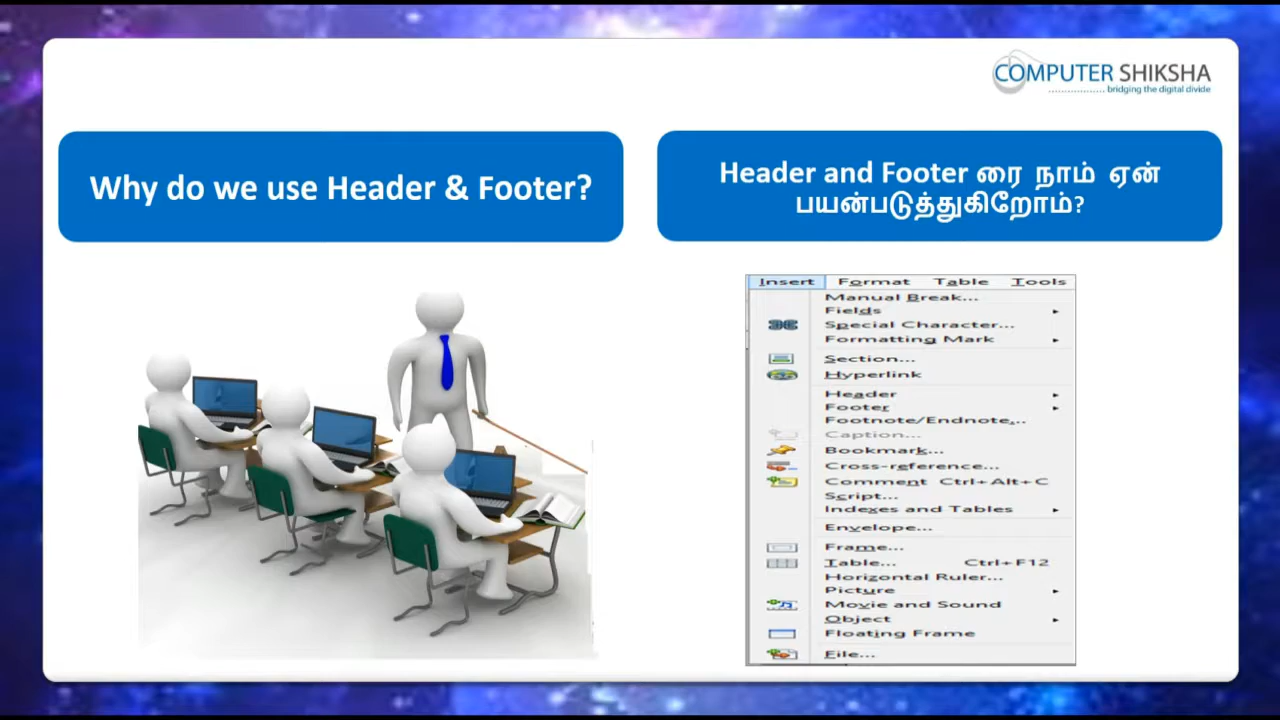 COMPUTER SHIKSHA
bridging the digital divide
Why do we use Header & Footer?
Header and Footer ரை நாம் ஏன்
பயன்படுத்துகிறோம்?
Insert Format Table Tools
Manual Break...
Fields
Special Character...
Formatting Mark
Section...
Hyperlink
Header
Footer
Footnote/Endnote...
Caption...
Bookmark...
Cross-reference...
Comment Ctrl+Alt+C
Script...
Indexes and Tables
Envelope...
Frame...
Table... Ctrl+F12
Horizontal Ruler...
Picture
Movie and Sound
Object
Floating Frame
File...